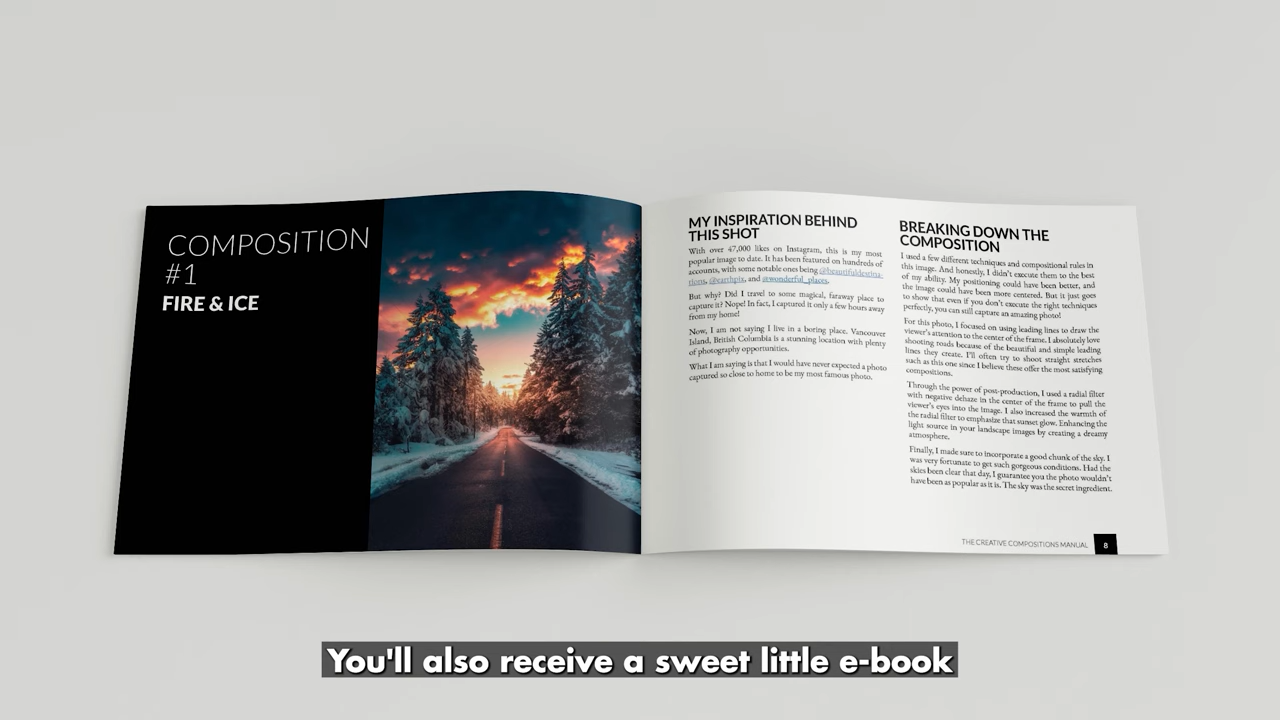 COMPOSITION
#1
FIRE & ICE
MY INSPIRATION BEHIND
THIS SHOT
With over 47,000 likes on Instagram, this is my most
popular image to date. It has been featured on hundreds of
accounts, with some notable ones being @beautifuldestina-
tions, @earthpix, and @wonderful_places.
But why? Did I travel to some magical, faraway place to
capture it? Nope! In fact, I captured it only a few hours away
from my home!
Now, I am not saying I live in a boring place. Vancouver
Island, British Columbia is a stunning location with plenty
of photography opportunities.
What I am saying is that I would have never expected a photo
captured so close to home to be my most famous photo.
BREAKING DOWN THE
COMPOSITION
I used a few different techniques and compositional rules in
this image. And honestly, I didn't execute them to the best
of my ability. My positioning could have been better, and
the image could have been more centered. But it just goes
to show that even if you don't execute the right techniques
perfectly, you can still capture an amazing photo!
For this photo, I focused on using leading lines to draw the
viewer's attention to the center of the frame. I absolutely love
shooting roads because of the beautiful and simple leading
lines they create. I'll often try to shoot straight stretches
such as this one since I believe these offer the most satisfying
compositions.
Through the power of post-production, I used a radial filter
with negative dehaze in the center of the frame to pull the
viewer's eyes into the image. I also increased the warmth of
the radial filter to emphasize that sunset glow. Enhancing the
light source in your landscape images by creating a dreamy
atmosphere.
Finally, I made sure to incorporate a good chunk of the sky. I
was very fortunate to get such gorgeous conditions. Had the
skies been clear that day, I guarantee you the photo wouldn't
have been as popular as it is. The sky was the secret ingredient.
THE CREATIVE COMPOSITIONS MANUAL 8
You'll also receive a sweet little e-book